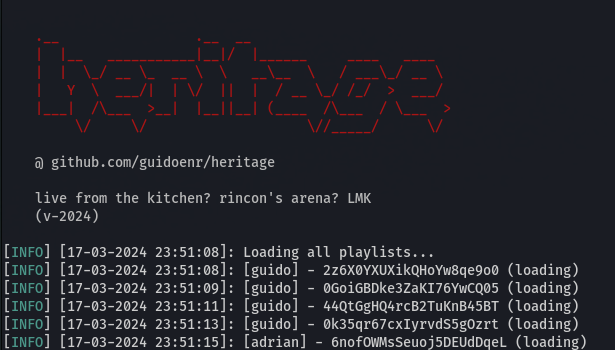 heritage
@ github.com/guidoenr/heritage
live from the kitchen? rincon's arena? LMK
(v-2024)
[INFO] [17-03-2024 23:51:08]: Loading all playlists...
[INFO] [17-03-2024 23:51:08]: [guido] - 2z6X0YXUXikQHoYw8qe9o0 (loading)
[INFO] [17-03-2024 23:51:09]: [guido] - 0GoiGBDke3ZaKI76YwCQ05 (loading)
[INFO] [17-03-2024 23:51:11]: [guido] - 44QtGgHQ4rcB2TuKnB45BT (loading)
[INFO] [17-03-2024 23:51:13]: [guido] - 0k35qr67cxIyrvdS5gOzrt (loading)
[INFO] [17-03-2024 23:51:15]: [adrian] - 6nofOWMsSeuoj5DEUdDqeL (loading)